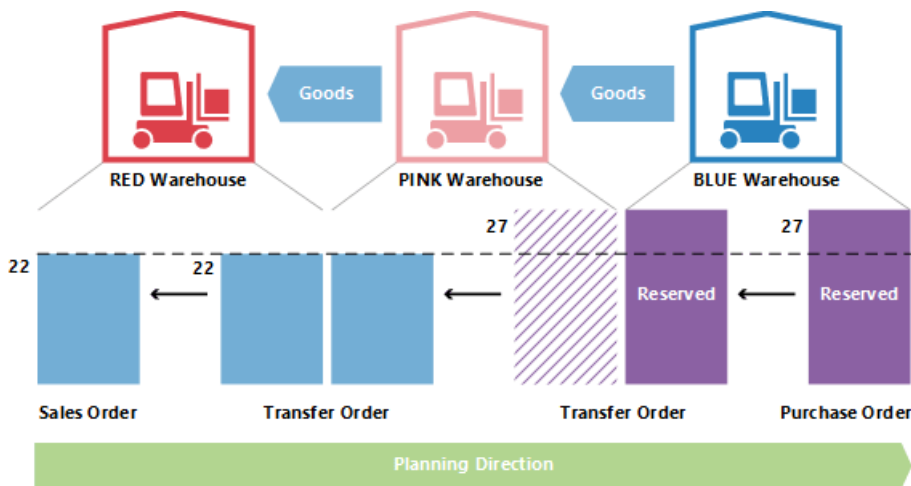 Goods
Goods
RED Warehouse
PINK Warehouse
BLUE Warehouse
27
27
22
22
Reserved
Reserved
Sales Order
Transfer Order
Transfer Order
Purchase Order
Planning Direction